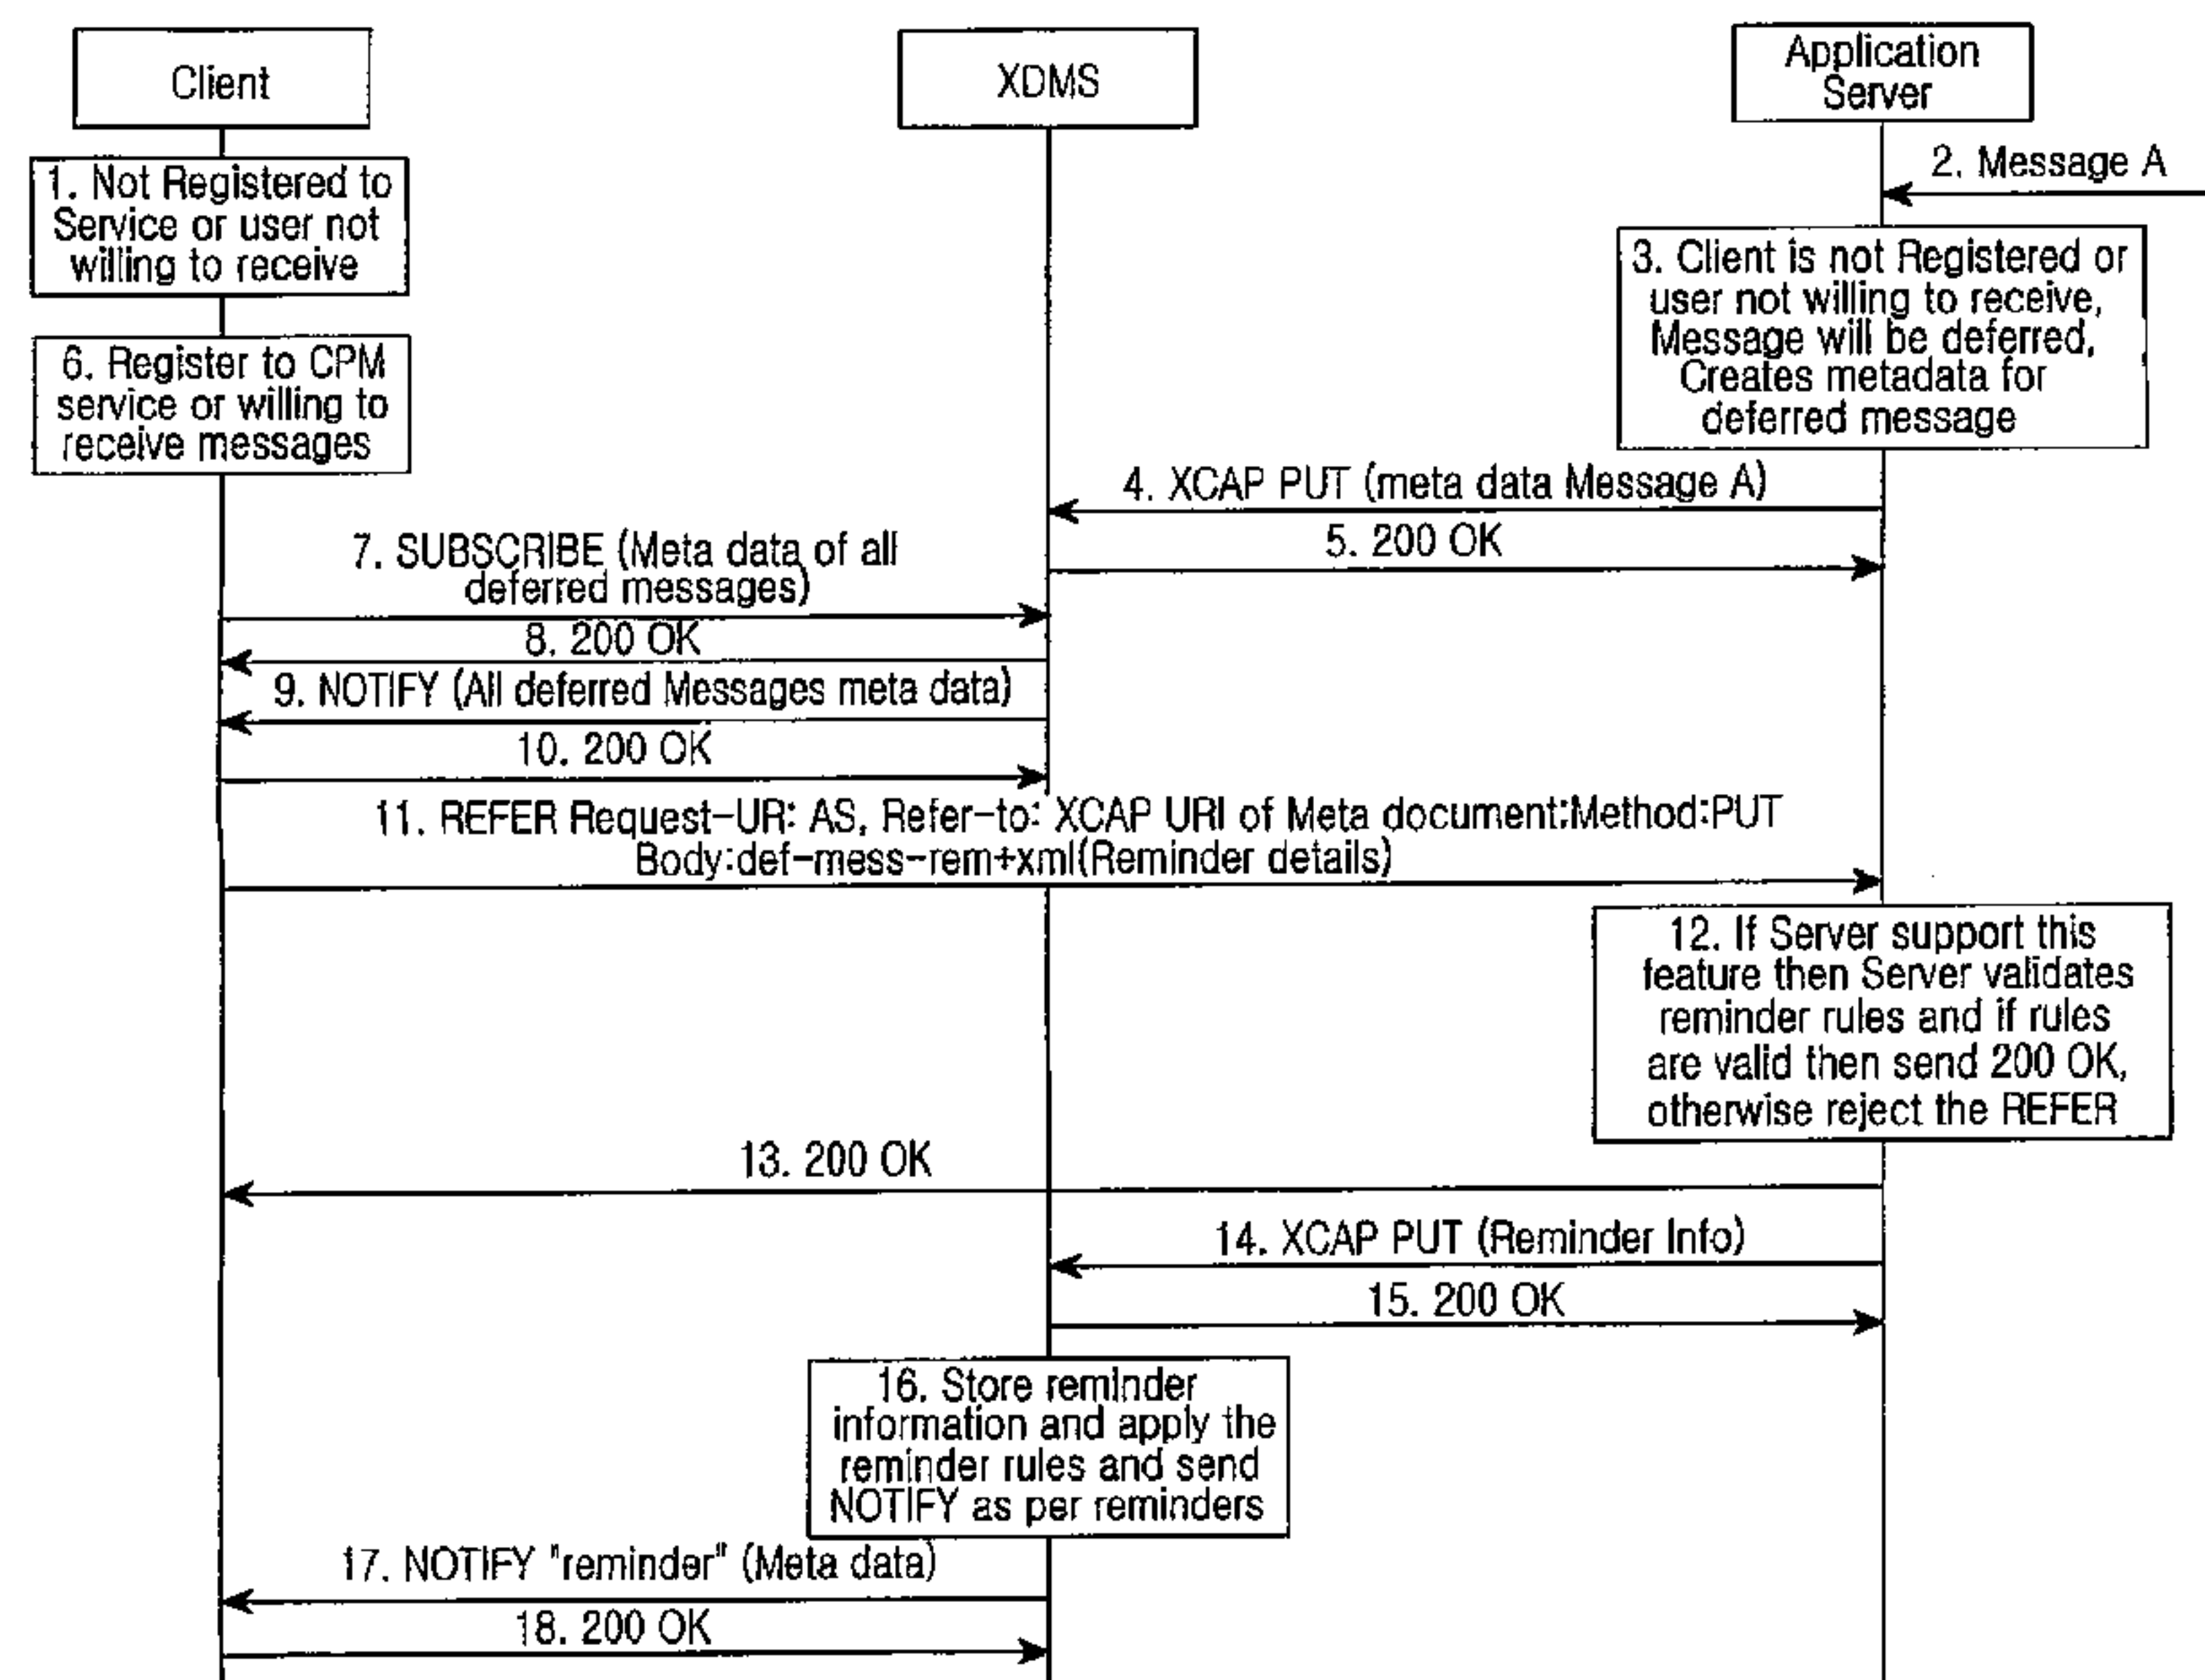 Client
XDMS
Application
Server
1. Not Registered to
Service or user not
willing to receive
2. Message A
3. Client is not Registered or
user not willing to receive,
Message will be deferred,
Creates metadata for
deferred message
6. Register to CPM
service or willing to
receive messages
4. XCAP PUT (meta data Message A)
5. 200 OK
7. SUBSCRIBE (Meta data of all
deferred messages)
8. 200 OK
9. NOTIFY (All deferred Messages meta data)
10. 200 OK
11. REFER Request-UR: AS, Refer-to: XCAP URI of Meta document;Method:PUT
Body:def-mess-rem+xml(Reminder details)
12. If Server support this
feature then Server validates
reminder rules and if rules
are valid then send 200 OK,
otherwise reject the REFER
13. 200 OK
14. XCAP PUT (Reminder Info)
15. 200 OK
16. Store reminder
information and apply the
reminder rules and send
NOTIFY as per reminders
17. NOTIFY "reminder" (Meta data)
18. 200 OK